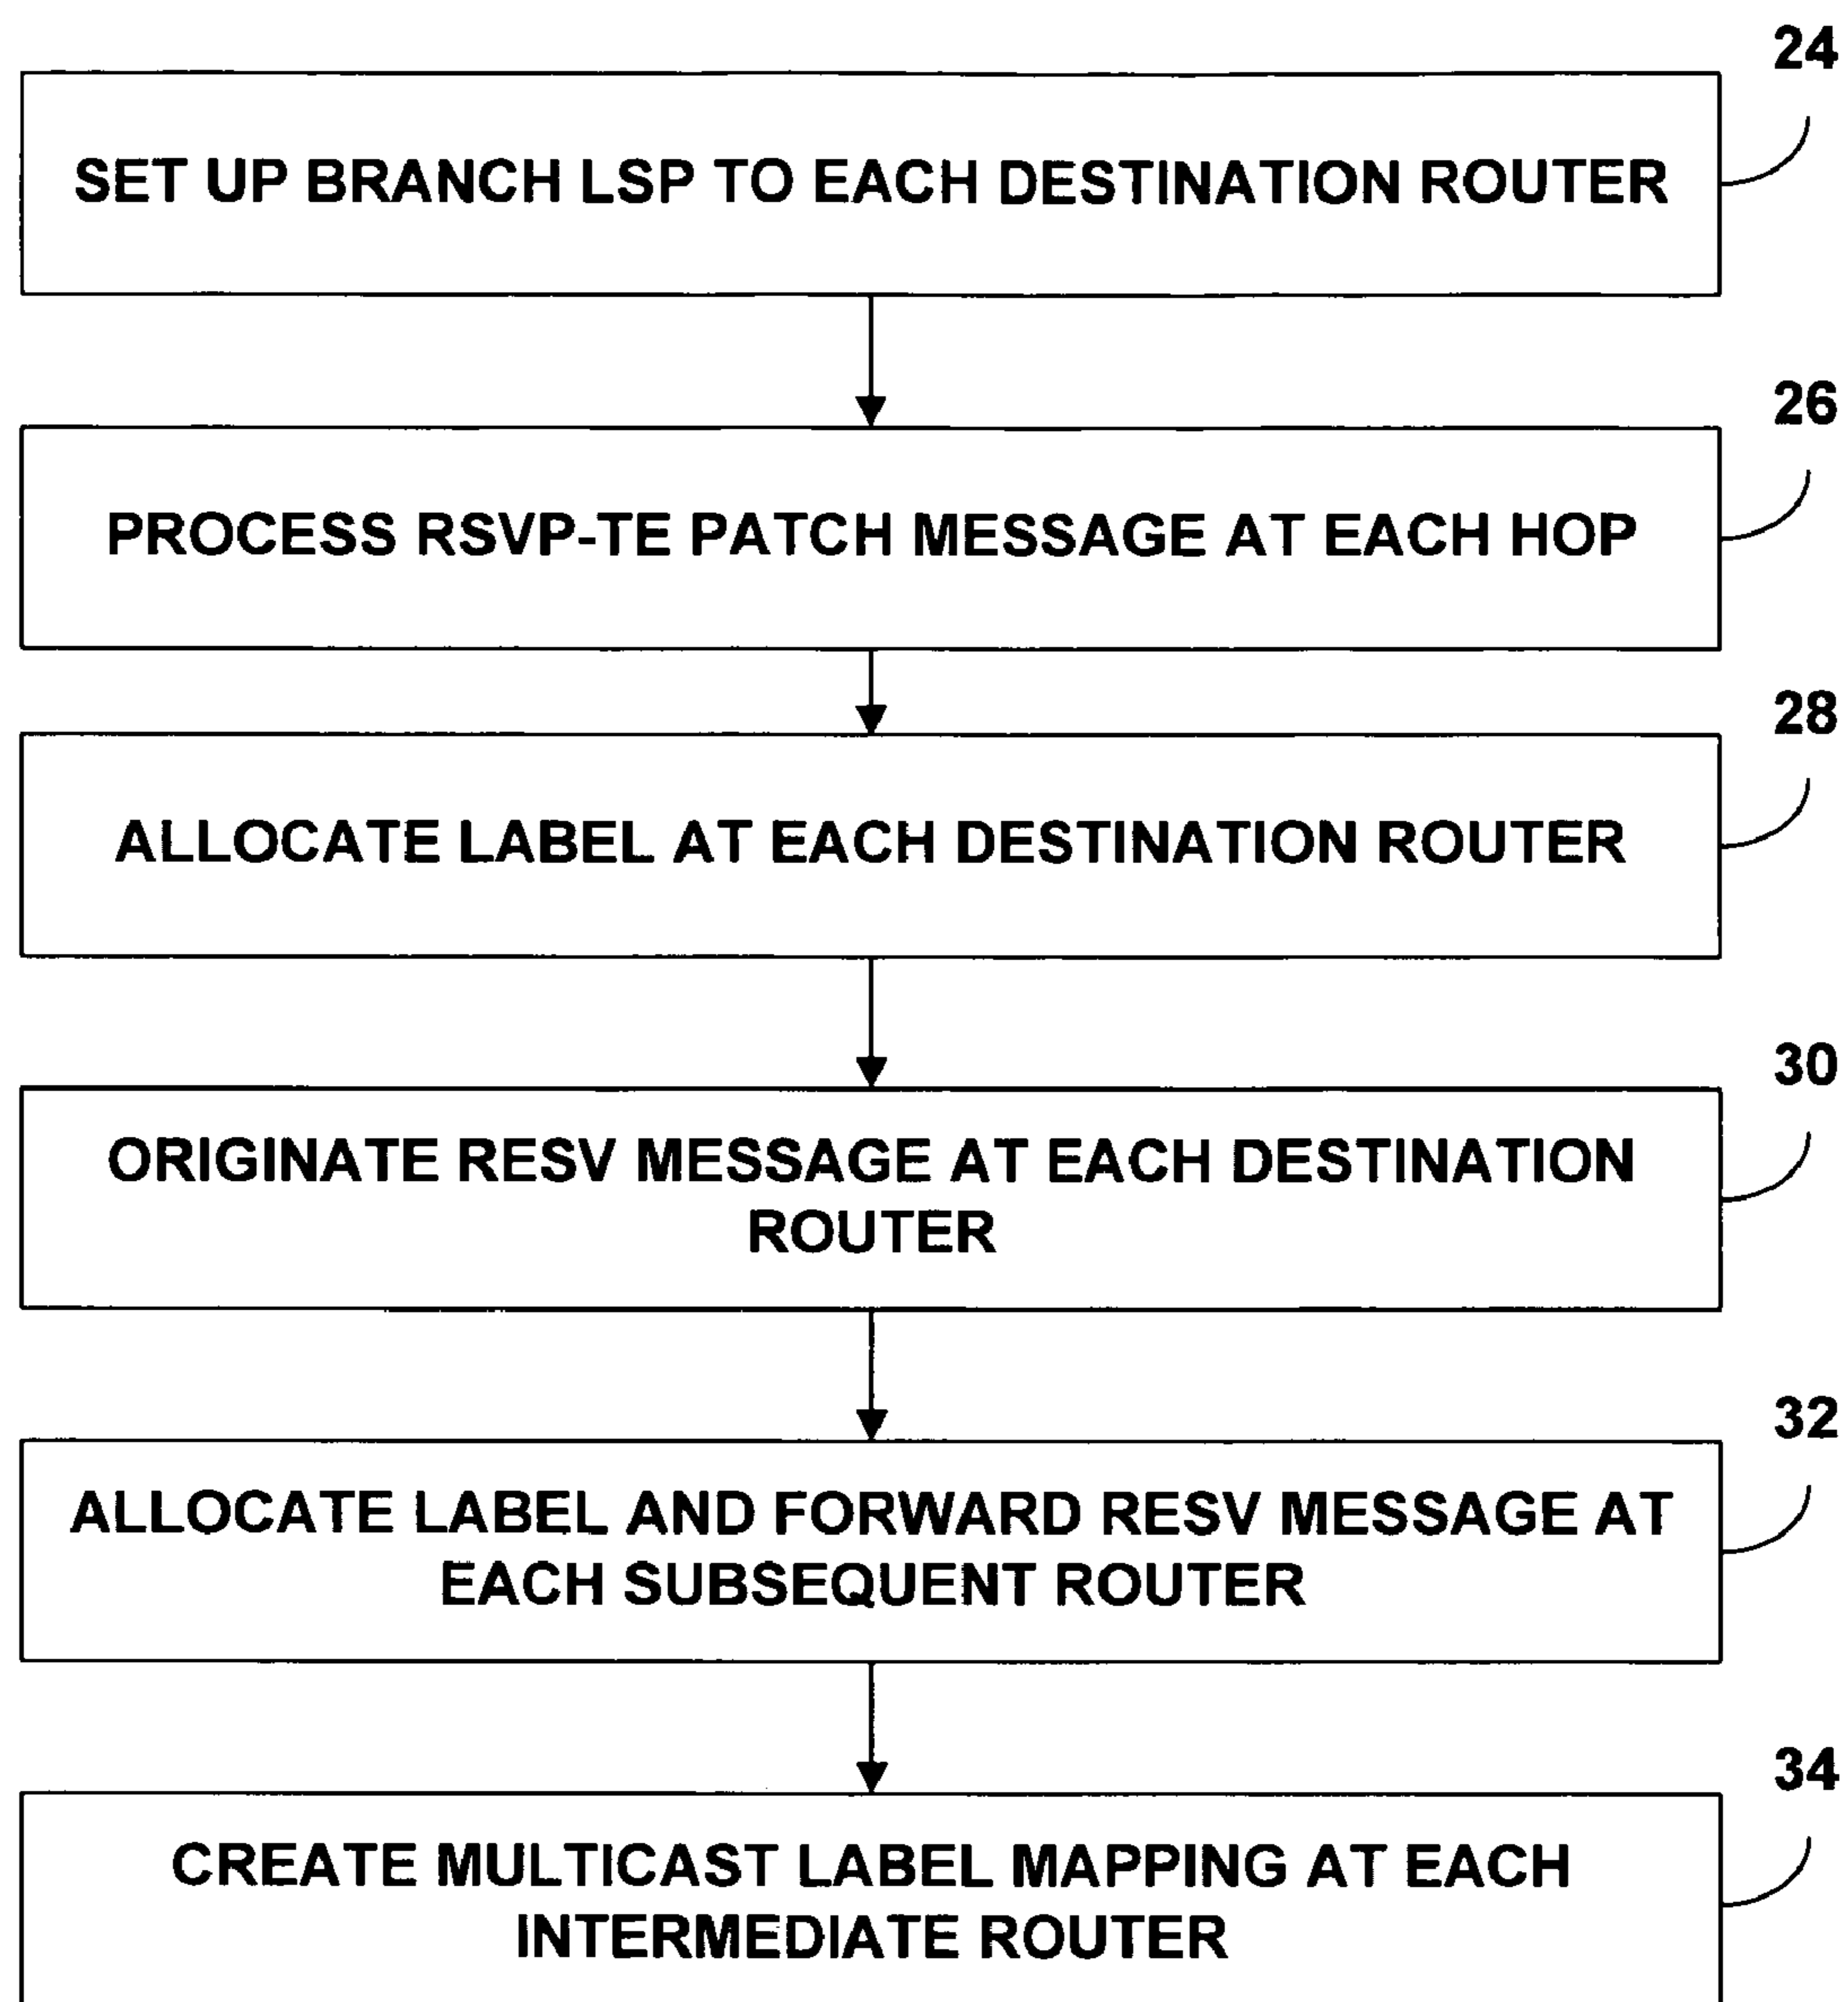 24
SET UP BRANCH LSP TO EACH DESTINATION ROUTER
26
PROCESS RSVP-TE PATCH MESSAGE AT EACH HOP
28
ALLOCATE LABEL AT EACH DESTINATION ROUTER
30
ORIGINATE RESV MESSAGE AT EACH DESTINATION
ROUTER
32
ALLOCATE LABEL AND FORWARD RESV MESSAGE AT
EACH SUBSEQUENT ROUTER
34
CREATE MULTICAST LABEL MAPPING AT EACH
INTERMEDIATE ROUTER